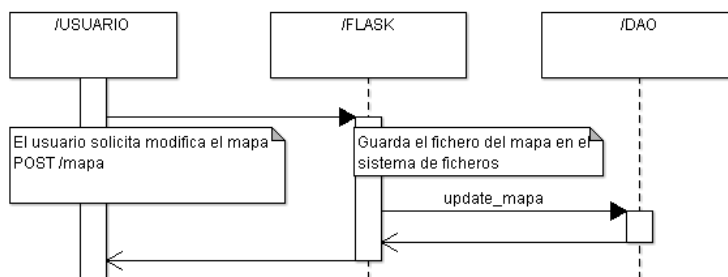 /USUARIO
/FLASK
/DAO
El usuario solicita modifica el mapa
POST /mapa
Guarda el fichero del mapa en el
sistema de ficheros
update_mapa